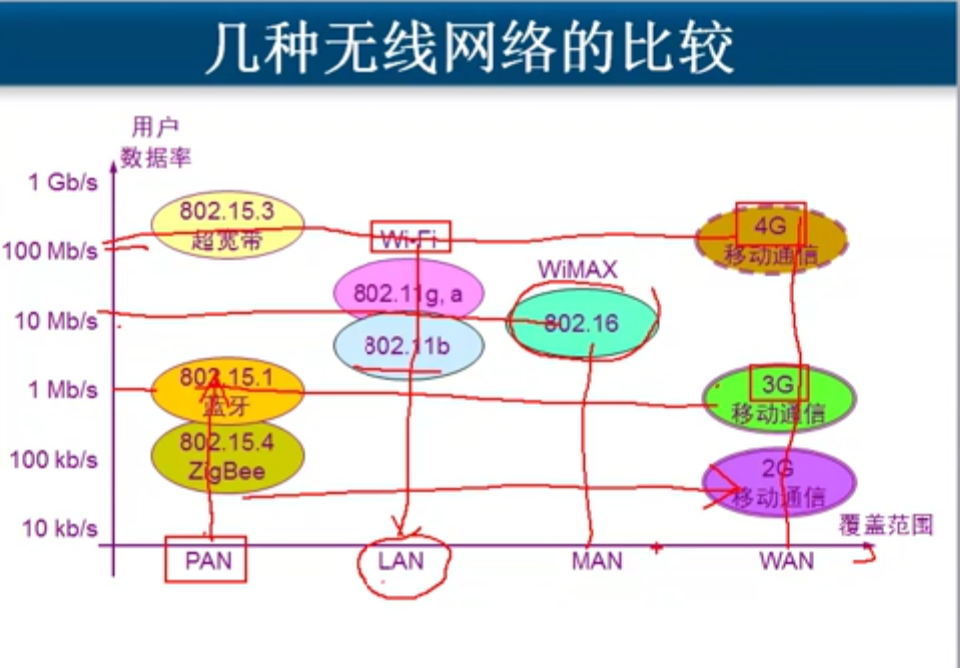 几种无线网络的比较
用户
数据率
1 Gb/s
100 Mb/s
10 Mb/s
1 Mb/s
100 kb/s
10 kb/s
802.15.3
超宽带
802.15.1
蓝牙
802.15.4
ZigBee
Wi-Fi
802.11g, a
802.11b
WiMAX
802.16
4G
移动通信
3G
移动通信
2G
移动通信
覆盖范围
PAN
LAN
MAN
WAN